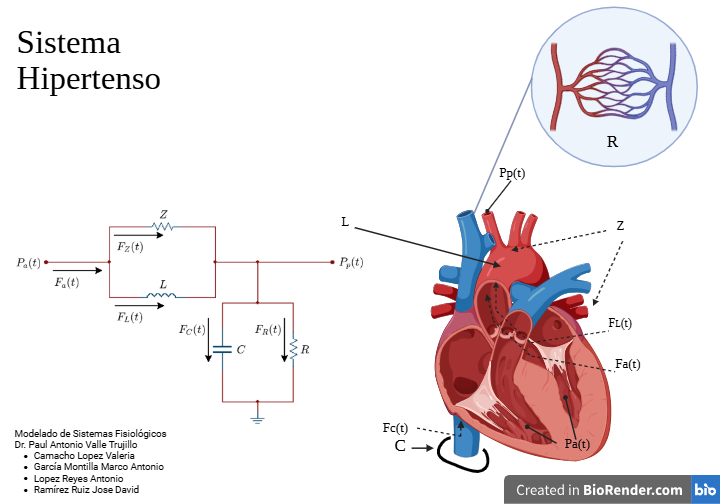 Sistema
Hipertenso
R
Pp(t)
L
Z
Z
F_Z(t)
P_a(t)
P_p(t)
F_a(t)
L
F_L(t)
F_C(t)
F_R(t)
C
R
FL(t)
Fa(t)
Fc(t)
C
Pa(t)
Modelado de Sistemas Fisiológicos
Dr. Paul Antonio Valle Trujillo
Camacho Lopez Valeria
García Montilla Marco Antonio
Lopez Reyes Antonio
Ramírez Ruiz Jose David
Created in BioRender.com bio